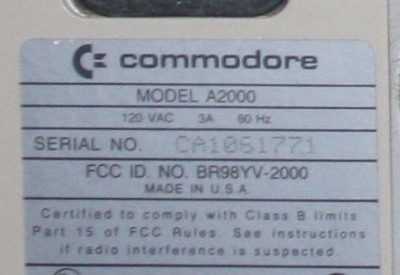 commodore
MODEL A2000
120 VAC 3A 60 Hz
SERIAL NO. CA1061771
FCC ID. NO. BR98YV-2000
MADE IN U.S.A.
Certified to comply with Class B limits
Part 15 of FCC Rules. See instructions
if radio interference is suspected.